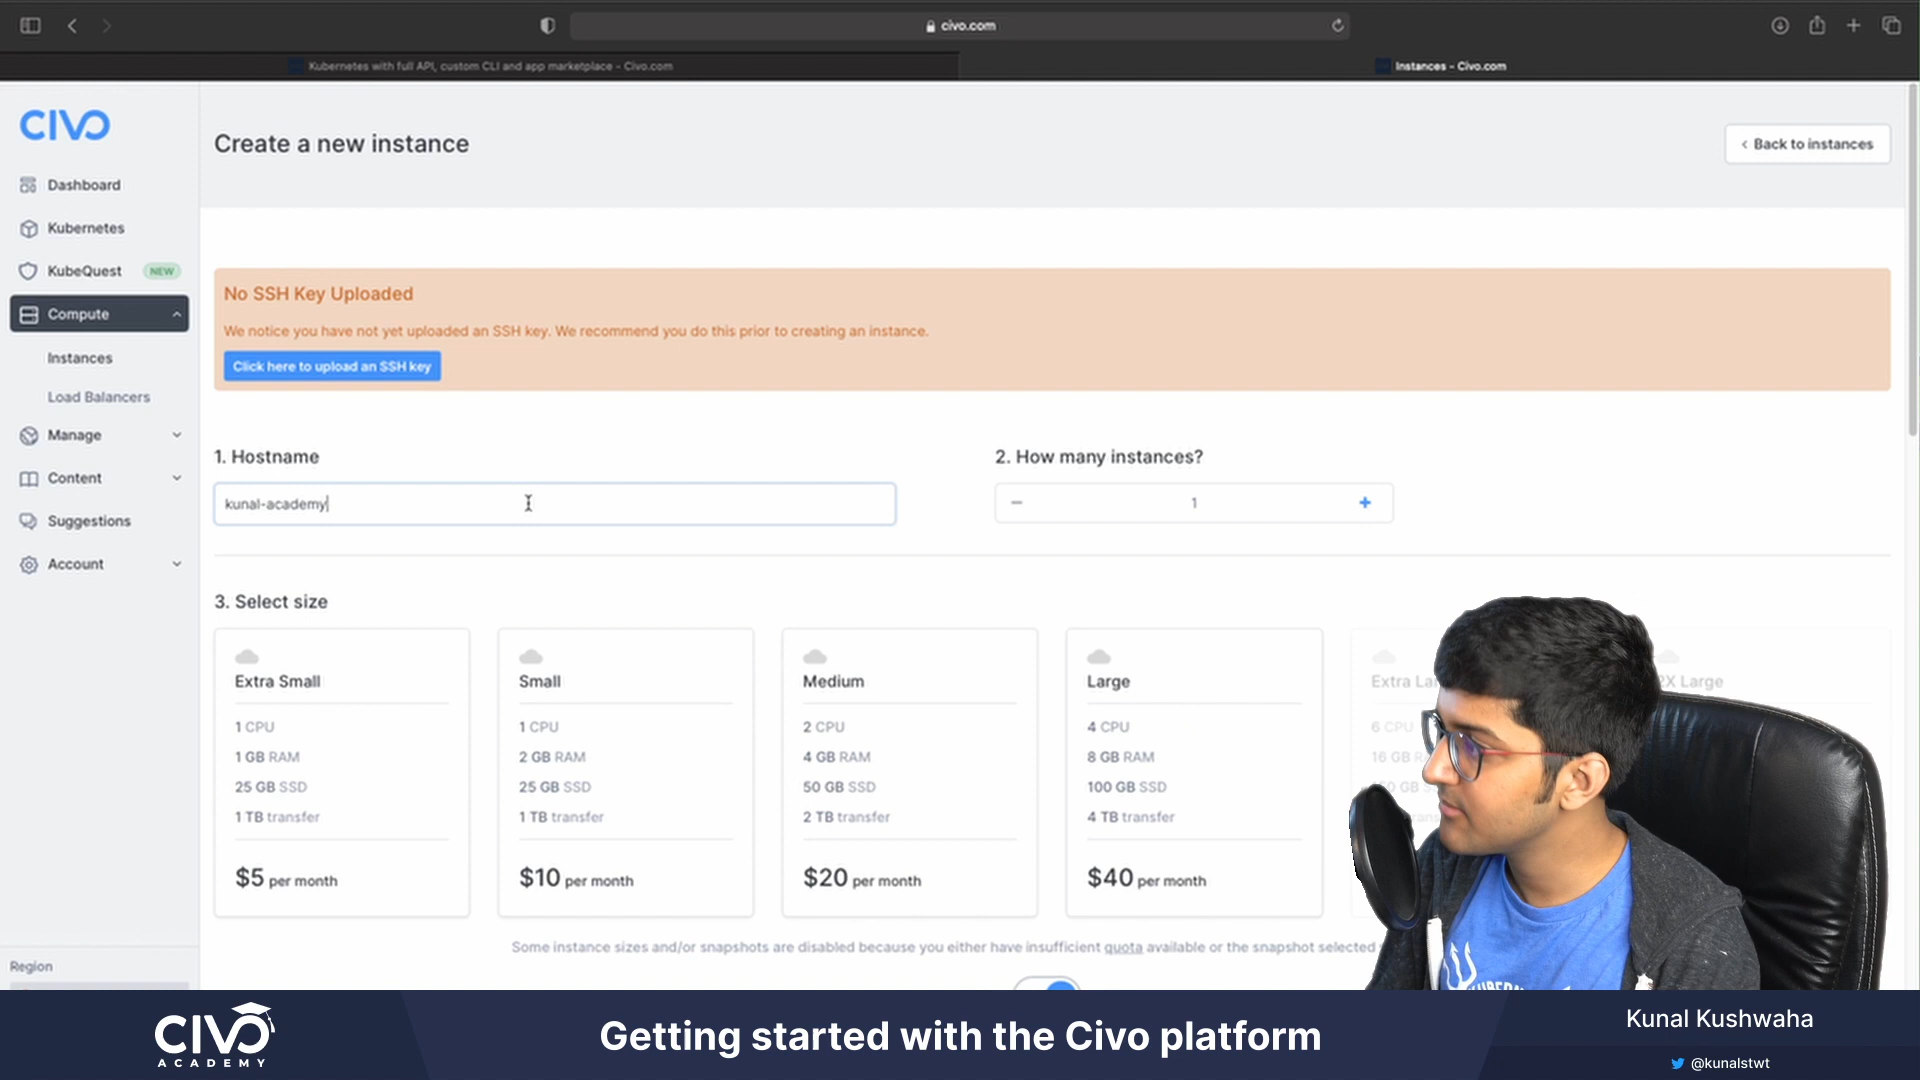 civo.com
Kubernetes with full API, custom CLI and app marketplace - Civo.com
Instances - Civo.com
CIVO
Create a new instance
Back to instances
Dashboard
Kubernetes
KubeQuest NEW
Compute
Instances
Load Balancers
Manage
Content
Suggestions
Account
Region
No SSH Key Uploaded
We notice you have not yet uploaded an SSH key. We recommend you do this prior to creating an instance.
Click here to upload an SSH key
1. Hostname
kunal-academy
2. How many instances?
1
3. Select size
Extra Small
1 CPU
1 GB RAM
25 GB SSD
1 TB transfer
$5 per month
Small
1 CPU
2 GB RAM
25 GB SSD
1 TB transfer
$10 per month
Medium
2 CPU
4 GB RAM
50 GB SSD
2 TB transfer
$20 per month
Large
4 CPU
8 GB RAM
100 GB SSD
4 TB transfer
$40 per month
Extra
6 CPU
16 GB
2X Large
Some instance sizes and/or snapshots are disabled because you either have insufficient quota available or the snapshot selected
CIVO
ACADEMY
Getting started with the Civo platform
Kunal Kushwaha
@kunalstwt